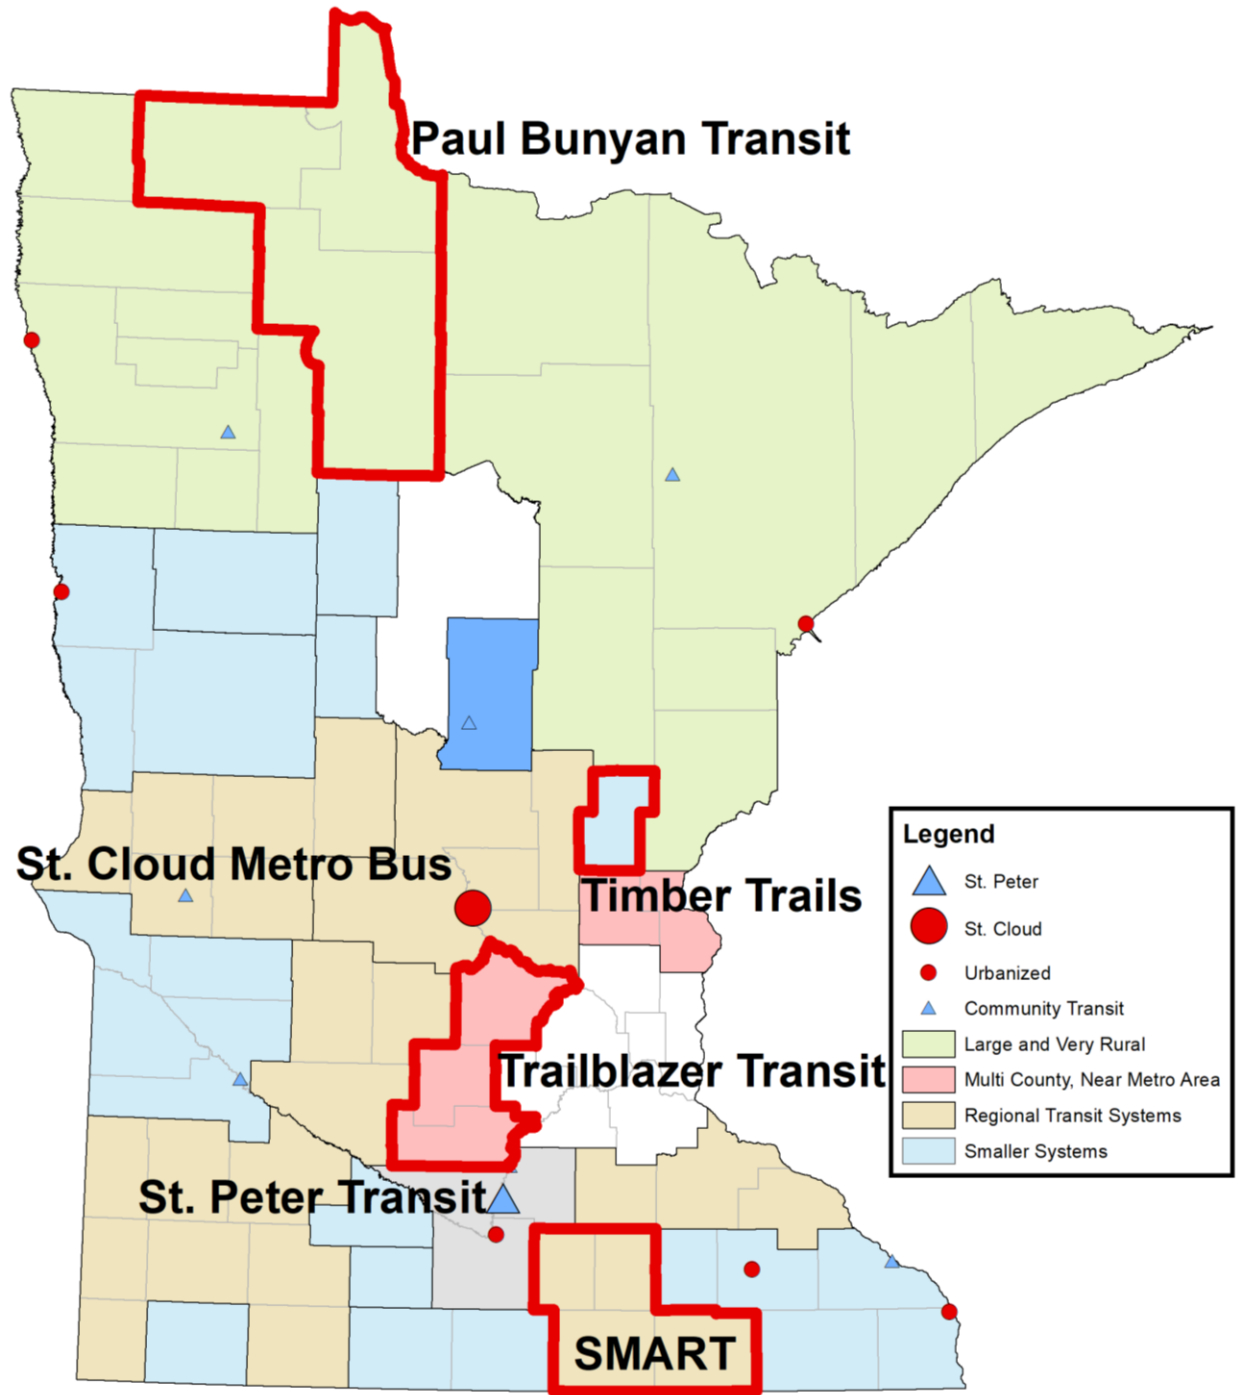 Paul Bunyan Transit
St. Cloud Metro Bus
Timber Trails
Trailblazer Transit
St. Peter Transit
SMART
Legend
St. Peter
St. Cloud
Urbanized
Community Transit
Large and Very Rural
Multi County, Near Metro Area
Regional Transit Systems
Smaller Systems